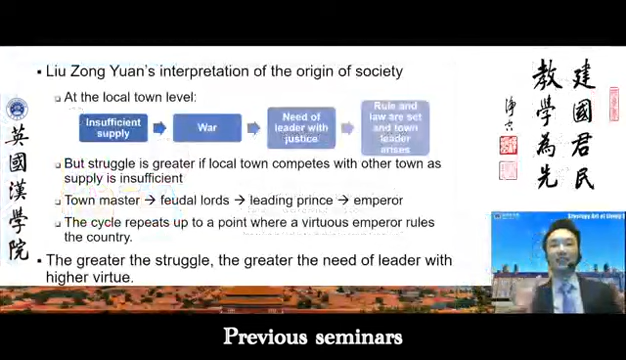 ▪ Liu Zong Yuan's interpretation of the origin of society
❑ At the local town level:
Insufficient
supply
War
Need of
leader with
justice
Rule and
law are set
and town
leader
arises
❑ But struggle is greater if local town competes with other town as
supply is insufficient
❑ Town master → feudal lords → leading prince → emperor
❑ The cycle repeats up to a point where a virtuous emperor rules
the country.
▪ The greater the struggle, the greater the need of leader with
higher virtue.
英國漢學院
建國君民
教學為先
Previous seminars